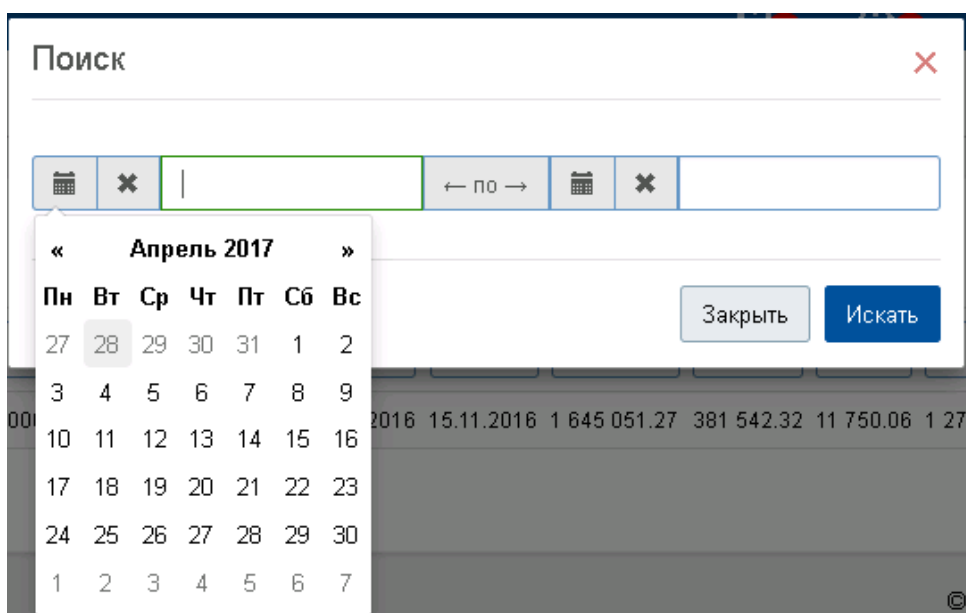 Поиск
← по →
« Апрель 2017 »
Пн Вт Ср Чт Пт Сб Вс
27 28 29 30 31 1 2
Закрыть Искать
3 4 5 6 7 8 9
2016 15.11.2016 1 645 051.27 381 542.32 11 750.06 1 27
10 11 12 13 14 15 16
17 18 19 20 21 22 23
24 25 26 27 28 29 30
1 2 3 4 5 6 7
©